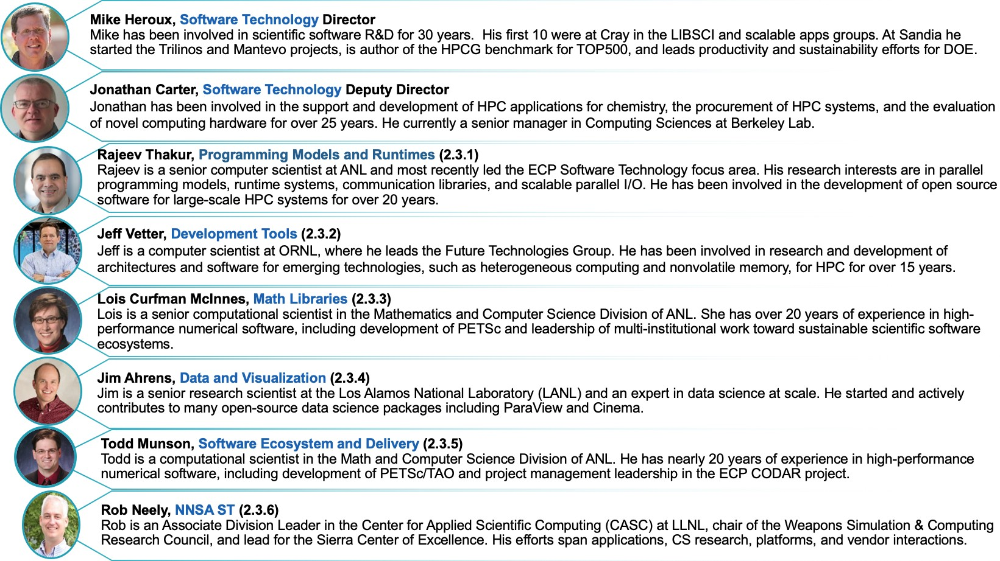 Mike Heroux, Software Technology Director
Mike has been involved in scientific software R&D for 30 years.  His first 10 were at Cray in the LIBSCI and scalable apps groups. At Sandia he
started the Trilinos and Mantevo projects, is author of the HPCG benchmark for TOP500, and leads productivity and sustainability efforts for DOE.
Jonathan Carter, Software Technology Deputy Director
Jonathan has been involved in the support and development of HPC applications for chemistry, the procurement of HPC systems, and the evaluation
of novel computing hardware for over 25 years. He currently a senior manager in Computing Sciences at Berkeley Lab.
Rajeev Thakur, Programming Models and Runtimes (2.3.1)
Rajeev is a senior computer scientist at ANL and most recently led the ECP Software Technology focus area. His research interests are in parallel
programming models, runtime systems, communication libraries, and scalable parallel I/O. He has been involved in the development of open source
software for large-scale HPC systems for over 20 years.
Jeff Vetter, Development Tools (2.3.2)
Jeff is a computer scientist at ORNL, where he leads the Future Technologies Group. He has been involved in research and development of
architectures and software for emerging technologies, such as heterogeneous computing and nonvolatile memory, for HPC for over 15 years.
Lois Curfman McInnes, Math Libraries (2.3.3)
Lois is a senior computational scientist in the Mathematics and Computer Science Division of ANL. She has over 20 years of experience in high-
performance numerical software, including development of PETSc and leadership of multi-institutional work toward sustainable scientific software
ecosystems.
Jim Ahrens, Data and Visualization (2.3.4)
Jim is a senior research scientist at the Los Alamos National Laboratory (LANL) and an expert in data science at scale. He started and actively
contributes to many open-source data science packages including ParaView and Cinema.
Todd Munson, Software Ecosystem and Delivery (2.3.5)
Todd is a computational scientist in the Math and Computer Science Division of ANL. He has nearly 20 years of experience in high-performance
numerical software, including development of PETSc/TAO and project management leadership in the ECP CODAR project.
Rob Neely, NNSA ST (2.3.6)
Rob is an Associate Division Leader in the Center for Applied Scientific Computing (CASC) at LLNL, chair of the Weapons Simulation & Computing
Research Council, and lead for the Sierra Center of Excellence. His efforts span applications, CS research, platforms, and vendor interactions.